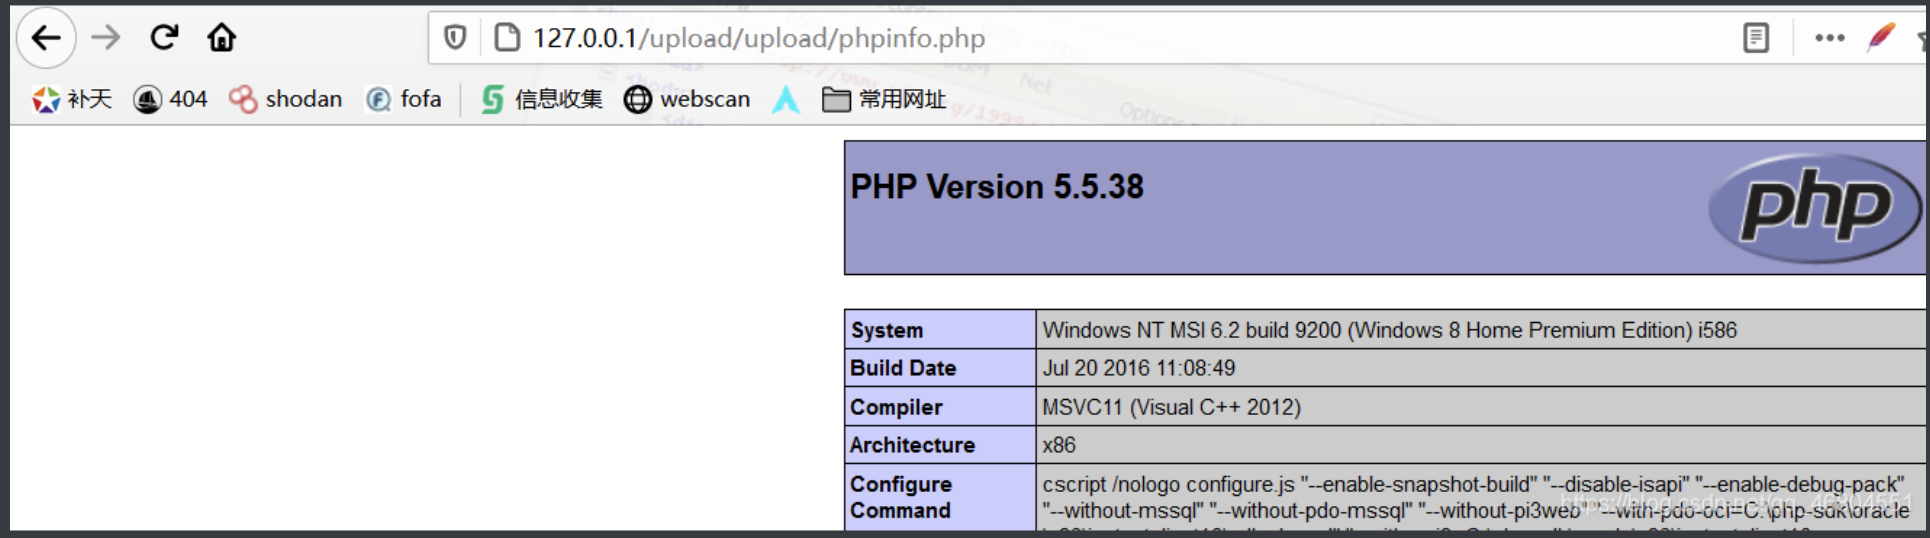 127.0.0.1/upload/upload/phpinfo.php
补天 404 shodan fofa 信息收集 webscan 常用网址
Net
Options
PHP Version 5.5.38
php
System Windows NT MSI 6.2 build 9200 (Windows 8 Home Premium Edition) i586
Build Date Jul 20 2016 11:08:49
Compiler MSVC11 (Visual C++ 2012)
Architecture x86
Configure Command cscript /nologo configure.js "--enable-snapshot-build" "--disable-isapi" "--enable-debug-pack"
"--without-mssql" "--without-pdo-mssql" "--without-pi3web" "--with-pdo-oci=C:\php-sdk\oracle
https://blog.csdn.net/qq_46804551